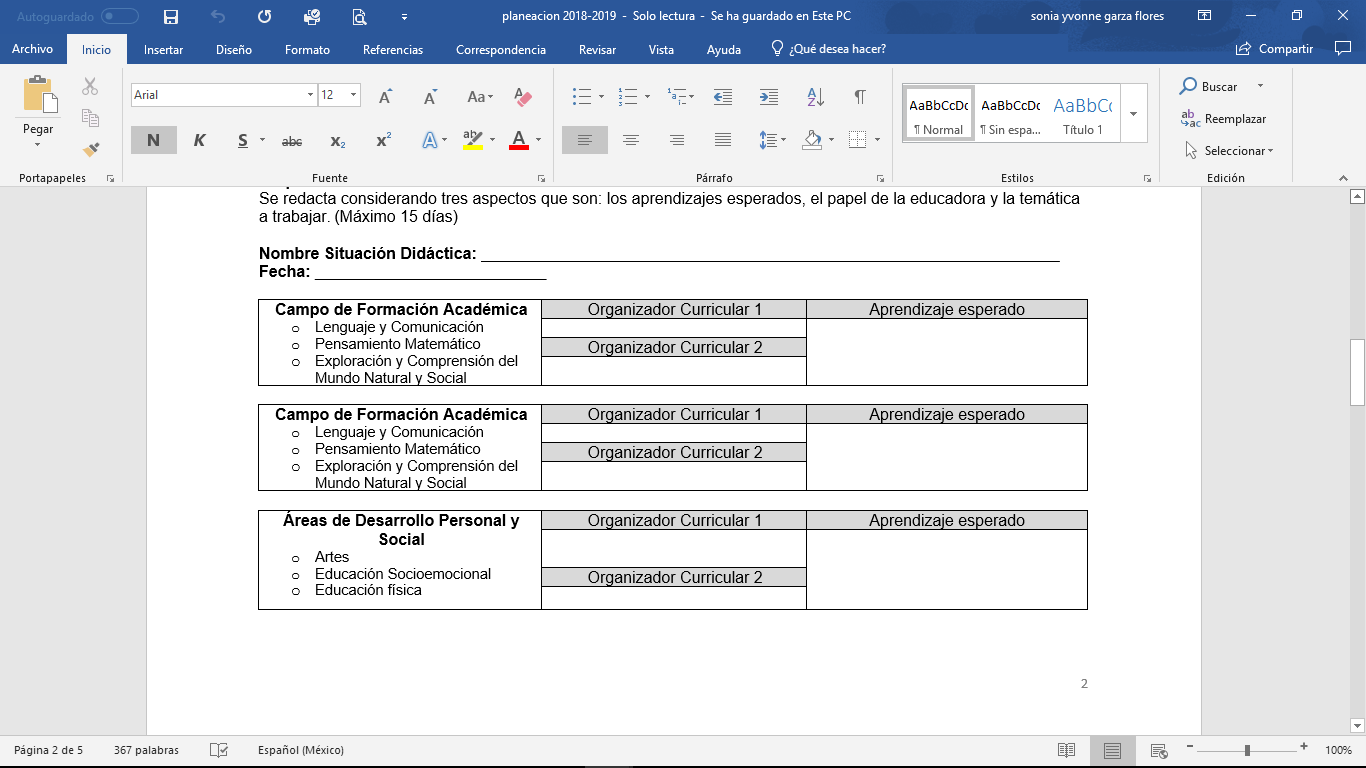 Autoguardado
planeacion 2018-2019 - Solo lectura - Se ha guardado en Este PC
sonia yvonne garza flores
Archivo Inicio Insertar Diseño Formato Referencias Correspondencia Revisar Vista Ayuda ¿Qué desea hacer? Compartir
Pegar
Portapapeles
Arial 12
N K S abc x₂ x² A ab A
Fuente
Párrafo
AaBbCcDc AaBbCcDc AaBbCc
¶ Normal ¶ Sin espa... Título 1
Estilos
Buscar
Reemplazar
Seleccionar
Edición
Se redacta considerando tres aspectos que son: los aprendizajes esperados, el papel de la educadora y la temática
a trabajar. (Máximo 15 días)
Nombre Situación Didáctica:
Fecha:
Campo de Formación Académica
o Lenguaje y Comunicación
o Pensamiento Matemático
o Exploración y Comprensión del
Mundo Natural y Social
Organizador Curricular 1
Organizador Curricular 2
Aprendizaje esperado
Campo de Formación Académica
o Lenguaje y Comunicación
o Pensamiento Matemático
o Exploración y Comprensión del
Mundo Natural y Social
Organizador Curricular 1
Organizador Curricular 2
Aprendizaje esperado
Áreas de Desarrollo Personal y
Social
o Artes
o Educación Socioemocional
o Educación física
Organizador Curricular 1
Organizador Curricular 2
Aprendizaje esperado
2
Página 2 de 5 367 palabras Español (México) 100%